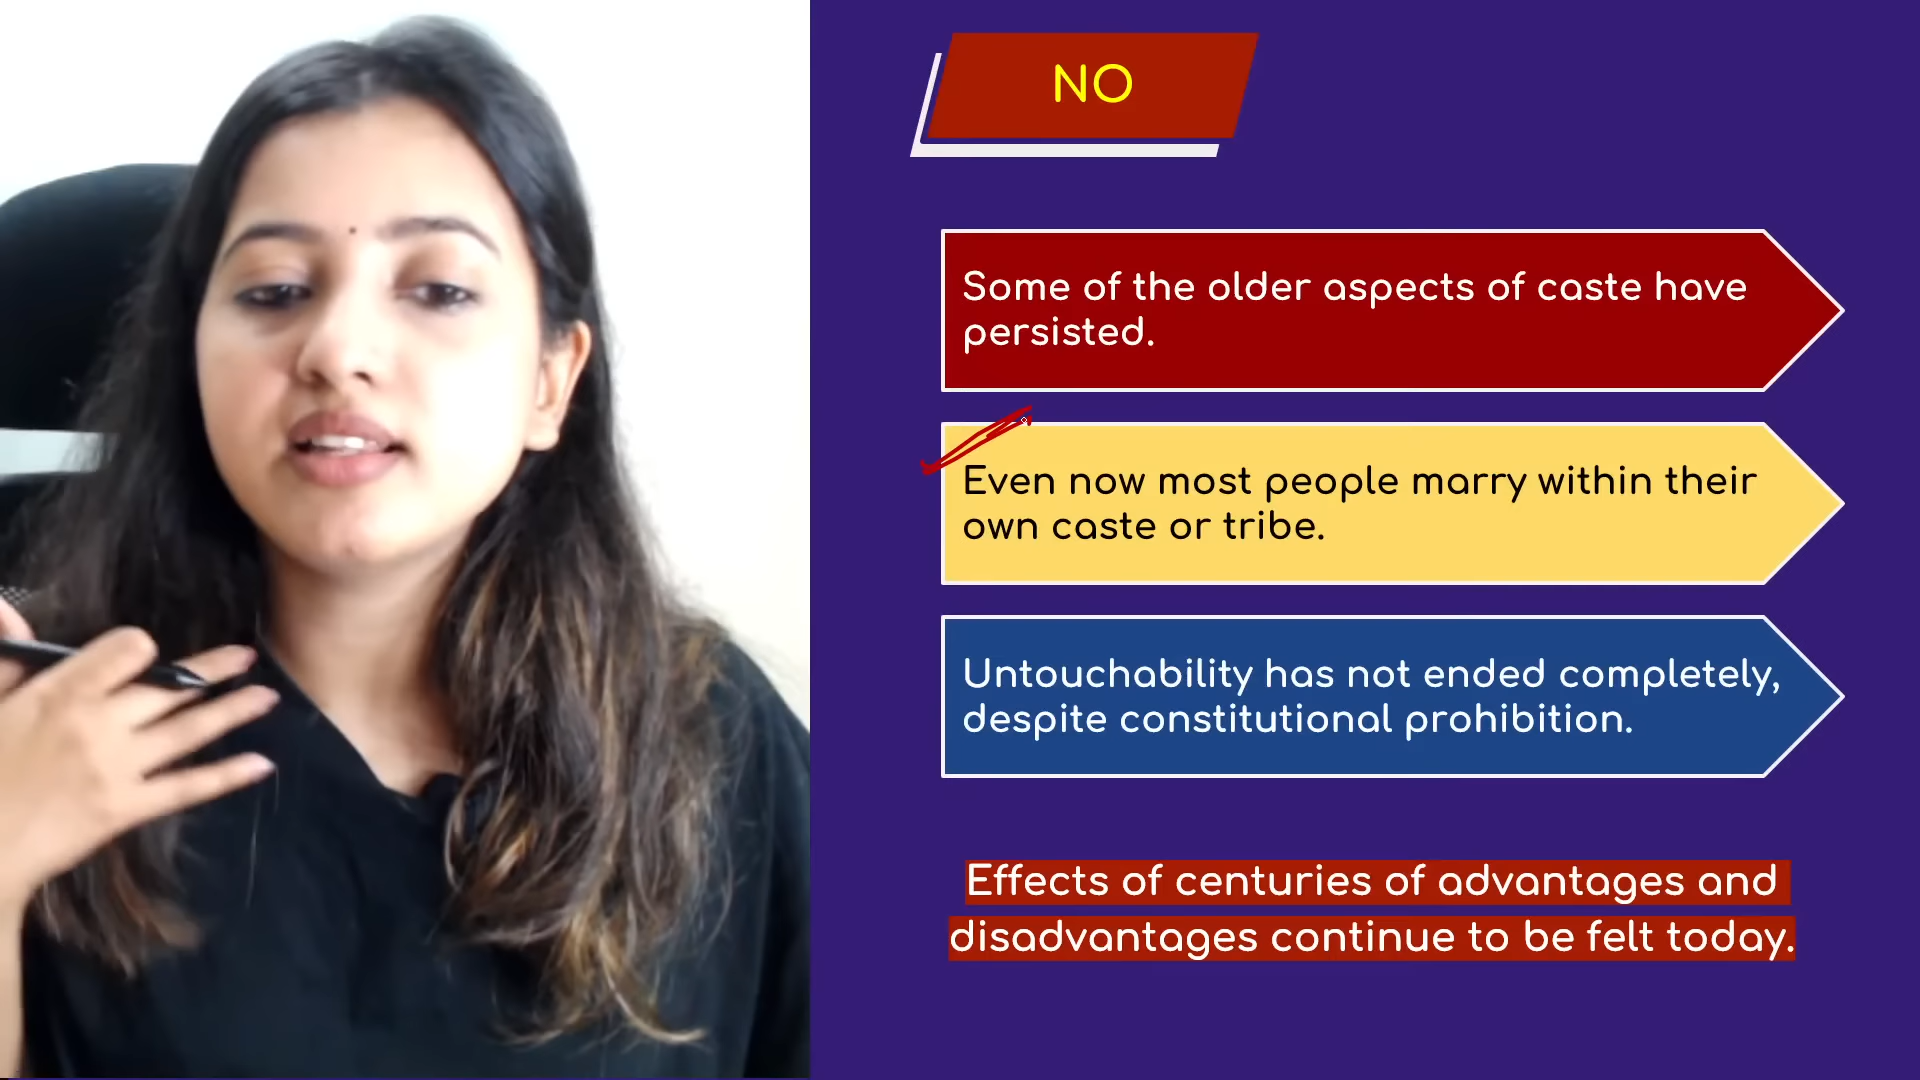 NO
Some of the older aspects of caste have
persisted.
Even now most people marry within their
own caste or tribe.
Untouchability has not ended completely,
despite constitutional prohibition.
Effects of centuries of advantages and
disadvantages continue to be felt today.